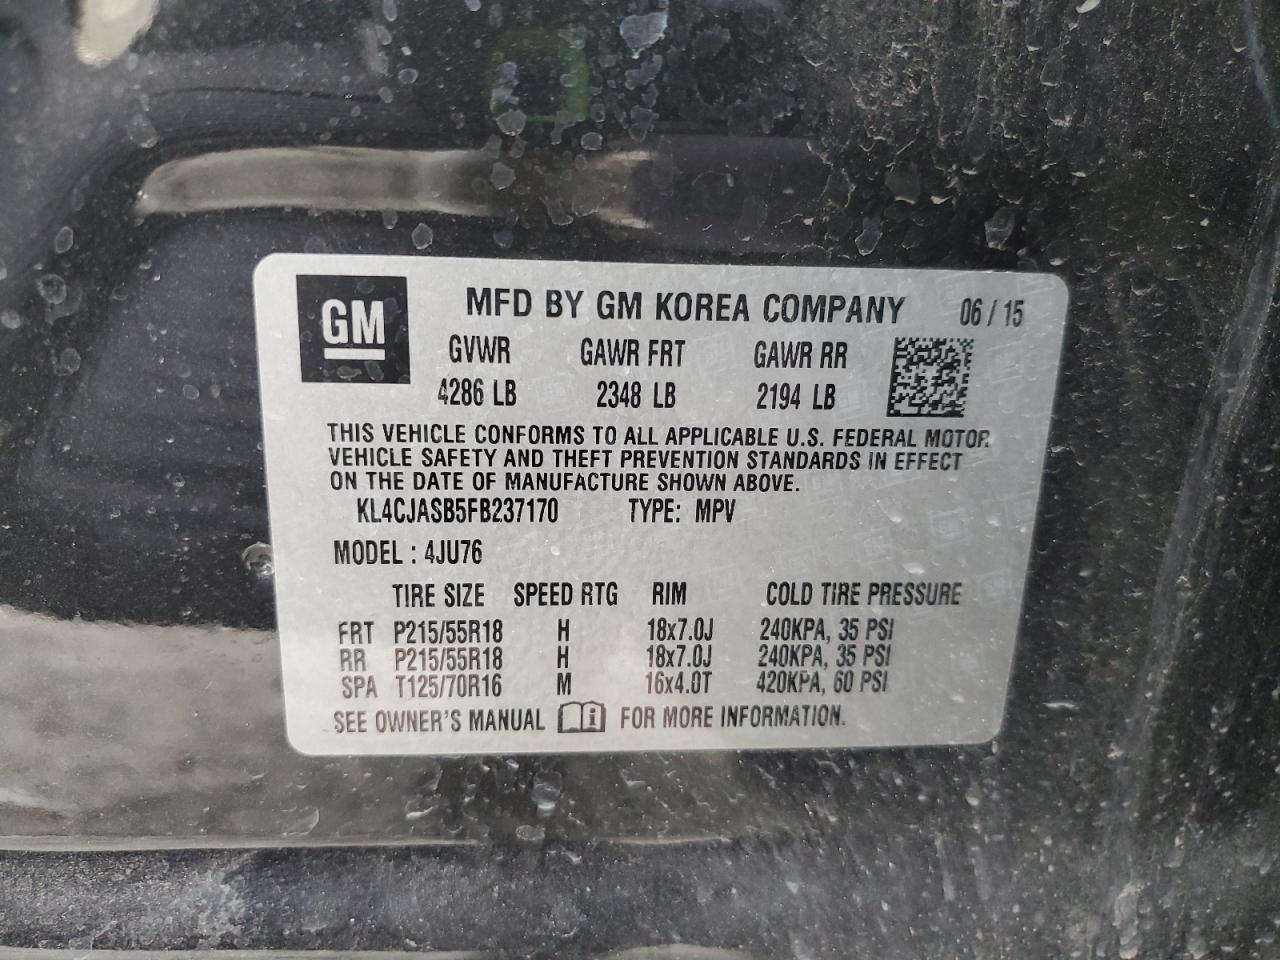 GM
MFD BY GM KOREA COMPANY 06 / 15
GVWR GAWR FRT GAWR RR
4286 LB 2348 LB 2194 LB
THIS VEHICLE CONFORMS TO ALL APPLICABLE U.S. FEDERAL MOTOR
VEHICLE SAFETY AND THEFT PREVENTION STANDARDS IN EFFECT
ON THE DATE OF MANUFACTURE SHOWN ABOVE.
KL4CJASB5FB237170 TYPE: MPV
MODEL : 4JU76
TIRE SIZE SPEED RTG RIM COLD TIRE PRESSURE
FRT P215/55R18 H 18x7.0J 240KPA, 35 PSI
RR P215/55R18 H 18x7.0J 240KPA, 35 PSI
SPA T125/70R16 M 16x4.0T 420KPA, 60 PSI
SEE OWNER'S MANUAL i FOR MORE INFORMATION.